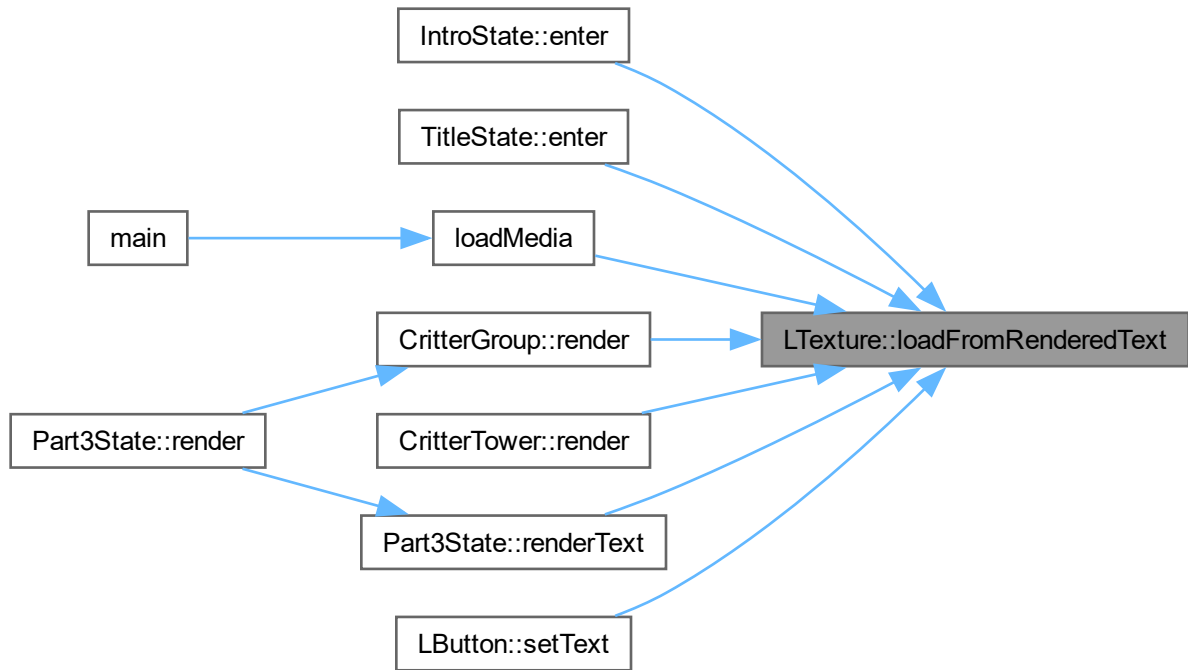 IntroState::enter
TitleState::enter
main
loadMedia
CritterGroup::render
LTexture::loadFromRenderedText
Part3State::render
CritterTower::render
Part3State::renderText
LButton::setText